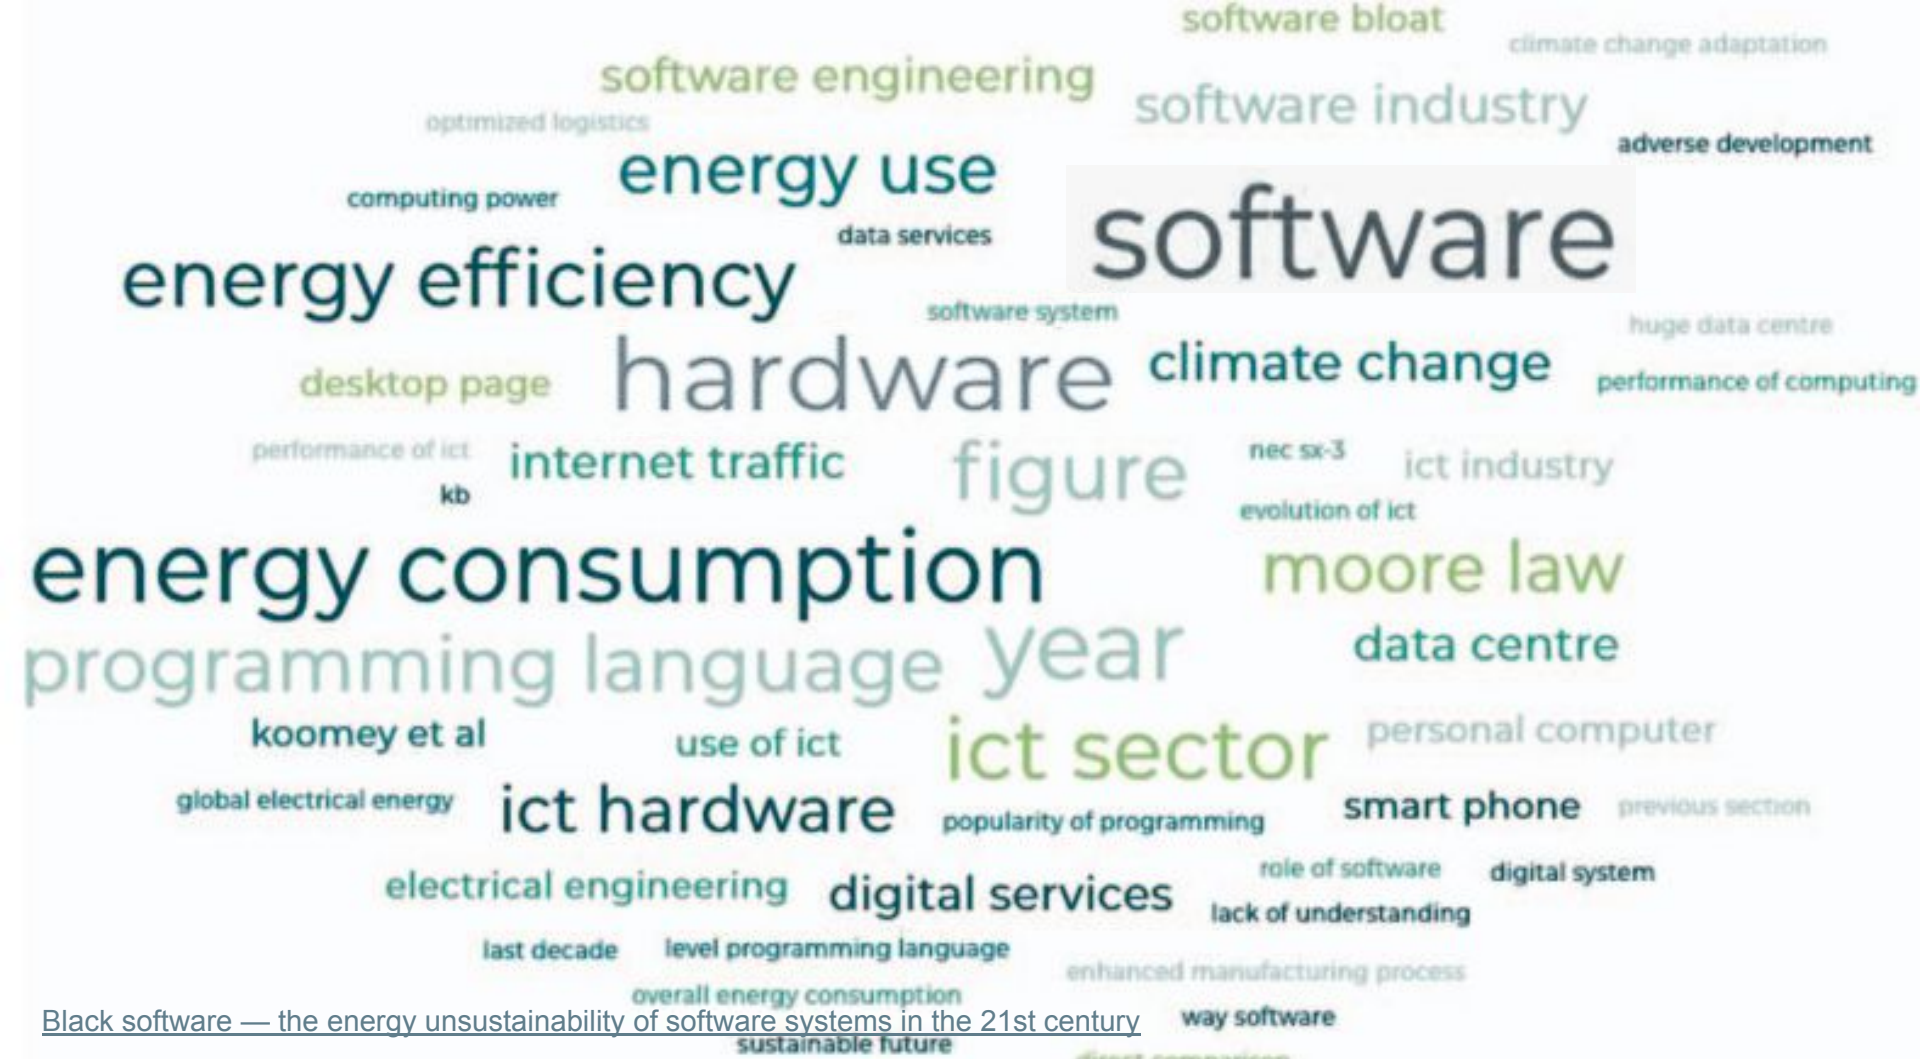 software bloat
climate change adaptation
software engineering
software industry
optimized logistics
adverse development
energy use
computing power
data services
software
energy efficiency
software system
huge data centre
hardware
climate change
desktop page
performance of computing
performance of ict
internet traffic
figure
nec sx-3
ict industry
kb
evolution of ict
energy consumption
moore law
programming language
year
data centre
koomey et al
use of ict
ict sector
personal computer
global electrical energy
ict hardware
popularity of programming
smart phone
previous section
electrical engineering
digital services
role of software
digital system
lack of understanding
last decade
level programming language
enhanced manufacturing process
overall energy consumption
Black software — the energy unsustainability of software systems in the 21st century
way software
sustainable future
direct comparison